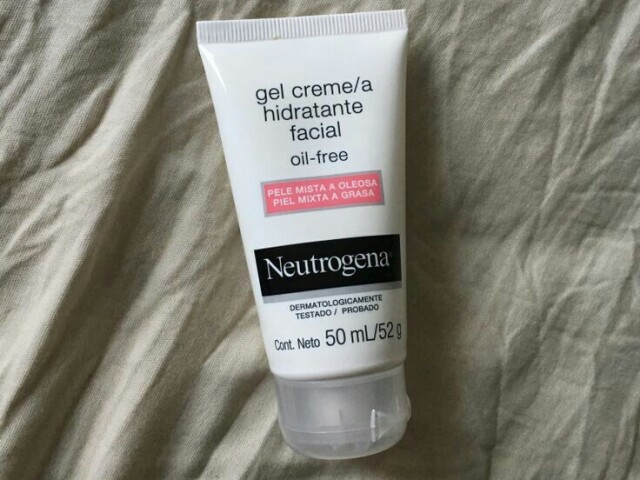 gel creme/a
hidratante
facial
oil-free
PELE MISTA A OLEOSA
PIEL MIXTA A GRASA
Neutrogena®
DERMATOLOGICAMENTE
TESTADO / PROBADO
Cont. Neto 50 mL/52 g